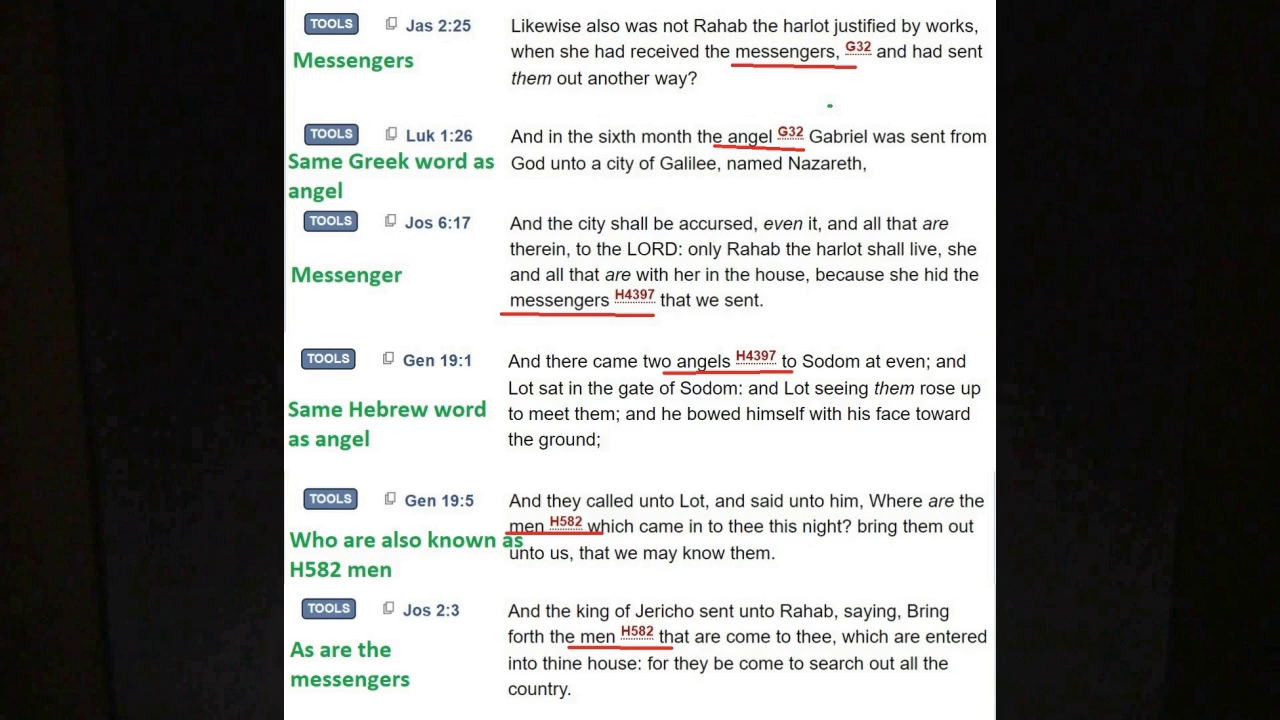 TOOLS Jas 2:25 Likewise also was not Rahab the harlot justified by works,
when she had received the messengers, G32 and had sent
Messengers
them out another way?
TOOLS Luk 1:26 And in the sixth month the angel G32 Gabriel was sent from
God unto a city of Galilee, named Nazareth,
Same Greek word as
angel
TOOLS Jos 6:17 And the city shall be accursed, even it, and all that are
therein, to the LORD: only Rahab the harlot shall live, she
and all that are with her in the house, because she hid the
messengers H4397 that we sent.
Messenger
TOOLS Gen 19:1 And there came two angels H4397 to Sodom at even; and
Lot sat in the gate of Sodom: and Lot seeing them rose up
to meet them; and he bowed himself with his face toward
the ground;
Same Hebrew word
as angel
TOOLS Gen 19:5 And they called unto Lot, and said unto him, Where are the
men H582 which came in to thee this night? bring them out
unto us, that we may know them.
Who are also known as
H582 men
TOOLS Jos 2:3 And the king of Jericho sent unto Rahab, saying, Bring
forth the men H582 that are come to thee, which are entered
into thine house: for they be come to search out all the
country.
As are the
messengers